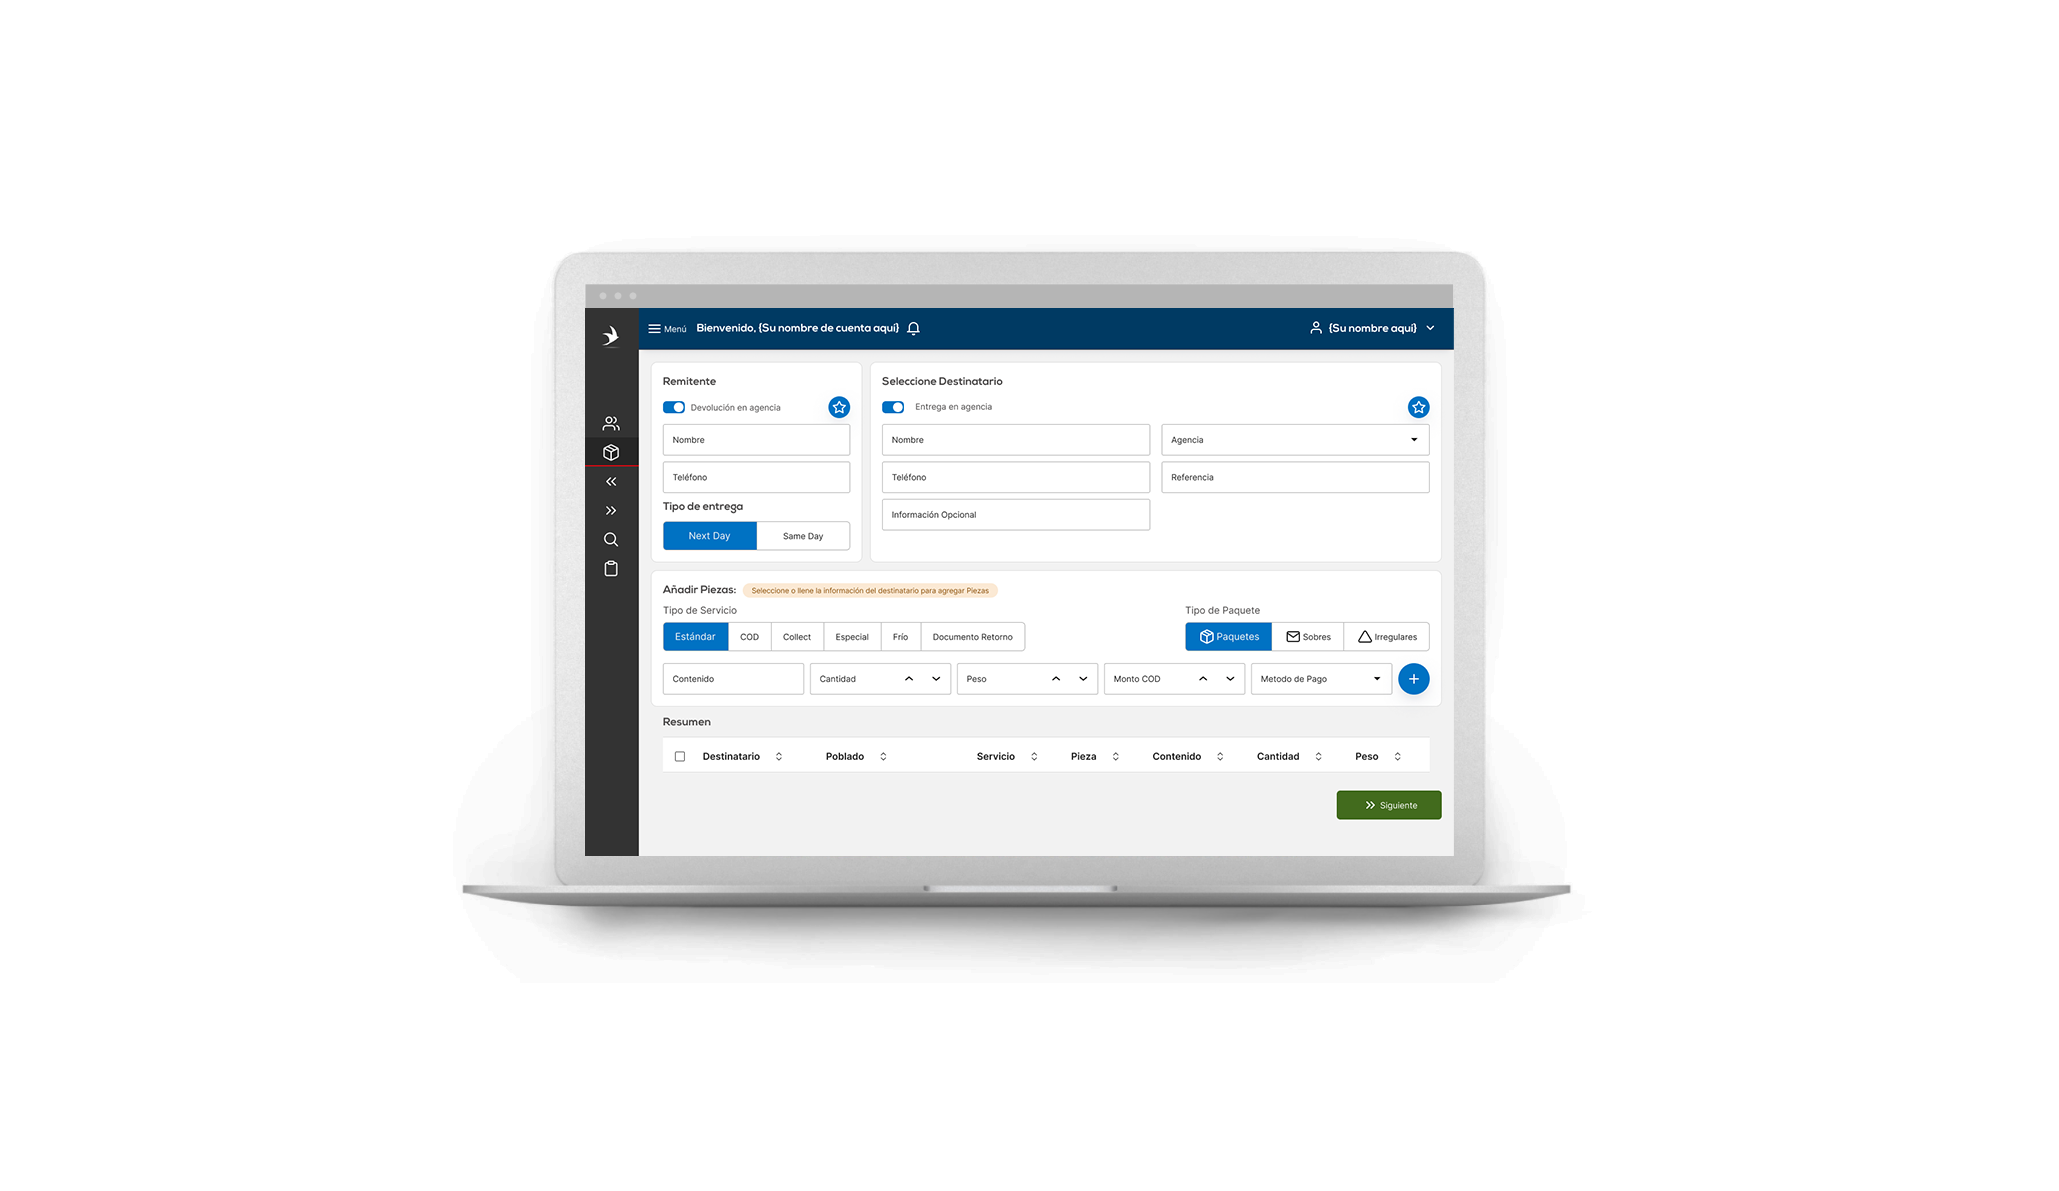 Menú Bienvenido, {Su nombre de cuenta aquí} {Su nombre aquí}
Remitente
Devolución en agencia
Nombre
Teléfono
Tipo de entrega
Next Day Same Day
Seleccione Destinatario
Entrega en agencia
Nombre Agencia
Teléfono Referencia
Información Opcional
Añadir Piezas: Seleccione o llene la información del destinatario para agregar Piezas
Tipo de Servicio Tipo de Paquete
Estándar COD Collect Especial Frío Documento Retorno Paquetes Sobres Irregulares
Contenido Cantidad Peso Monto COD Metodo de Pago
Resumen
Destinatario Poblado Servicio Pieza Contenido Cantidad Peso
Siguiente